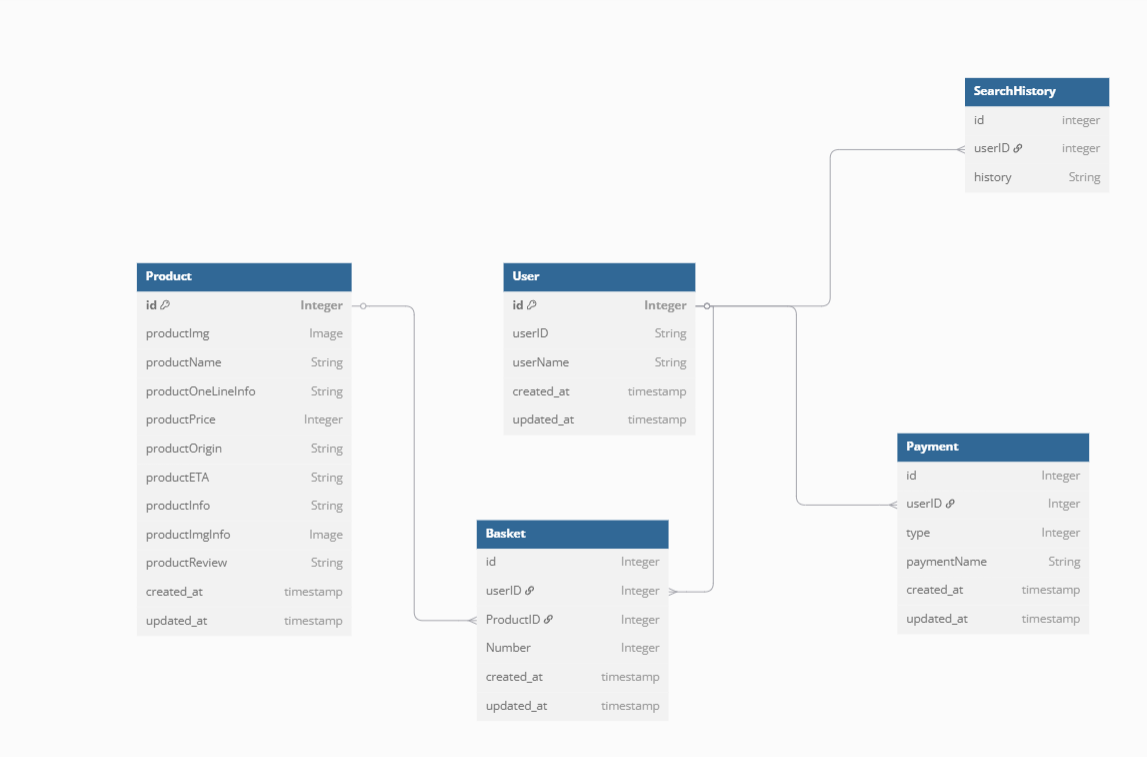 SearchHistory
id integer
userID integer
history String
Product
id Integer
productImg Image
productName String
productOneLineInfo String
productPrice Integer
productOrigin String
productETA String
productInfo String
productImgInfo Image
productReview String
created_at timestamp
updated_at timestamp
User
id Integer
userID String
userName String
created_at timestamp
updated_at timestamp
Payment
id Integer
userID Intger
type Integer
paymentName String
created_at timestamp
updated_at timestamp
Basket
id Integer
userID Integer
ProductID Integer
Number Integer
created_at timestamp
updated_at timestamp